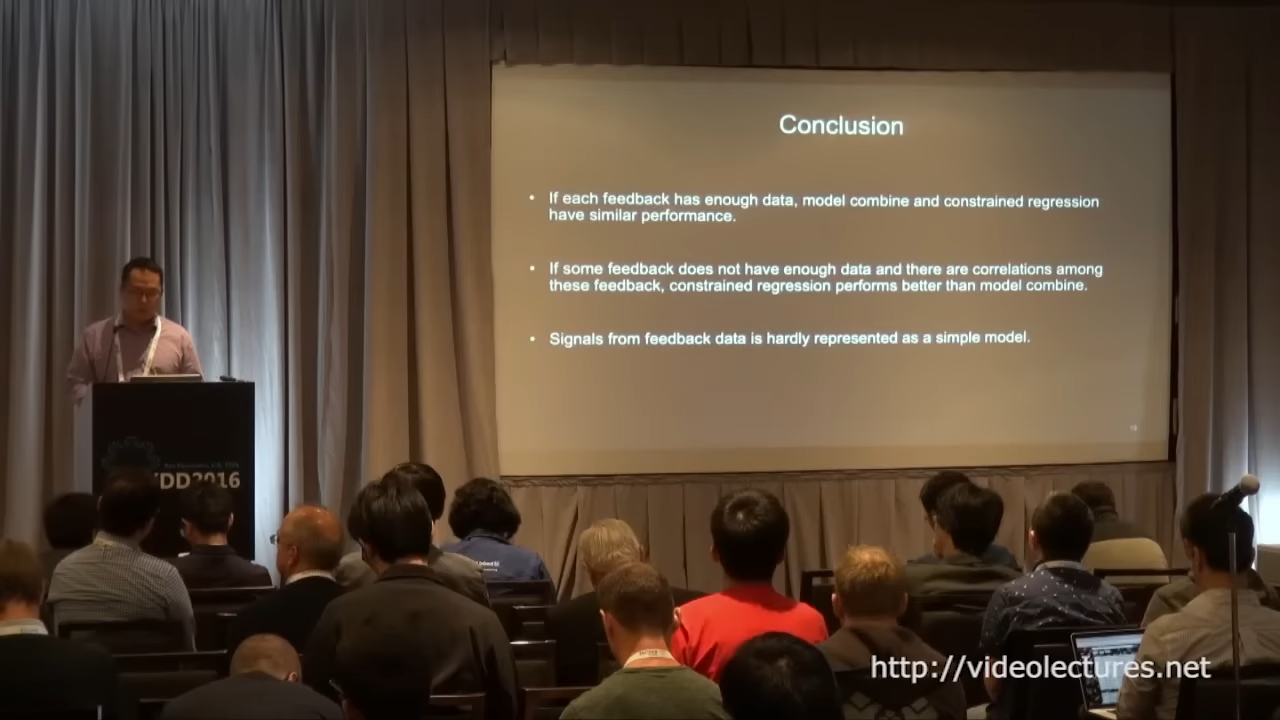 Conclusion
• If each feedback has enough data, model combine and constrained regression
have similar performance.
• If some feedback does not have enough data and there are correlations among
these feedback, constrained regression performs better than model combine.
• Signals from feedback data is hardly represented as a simple model.
KDD2016
http://videolectures.net